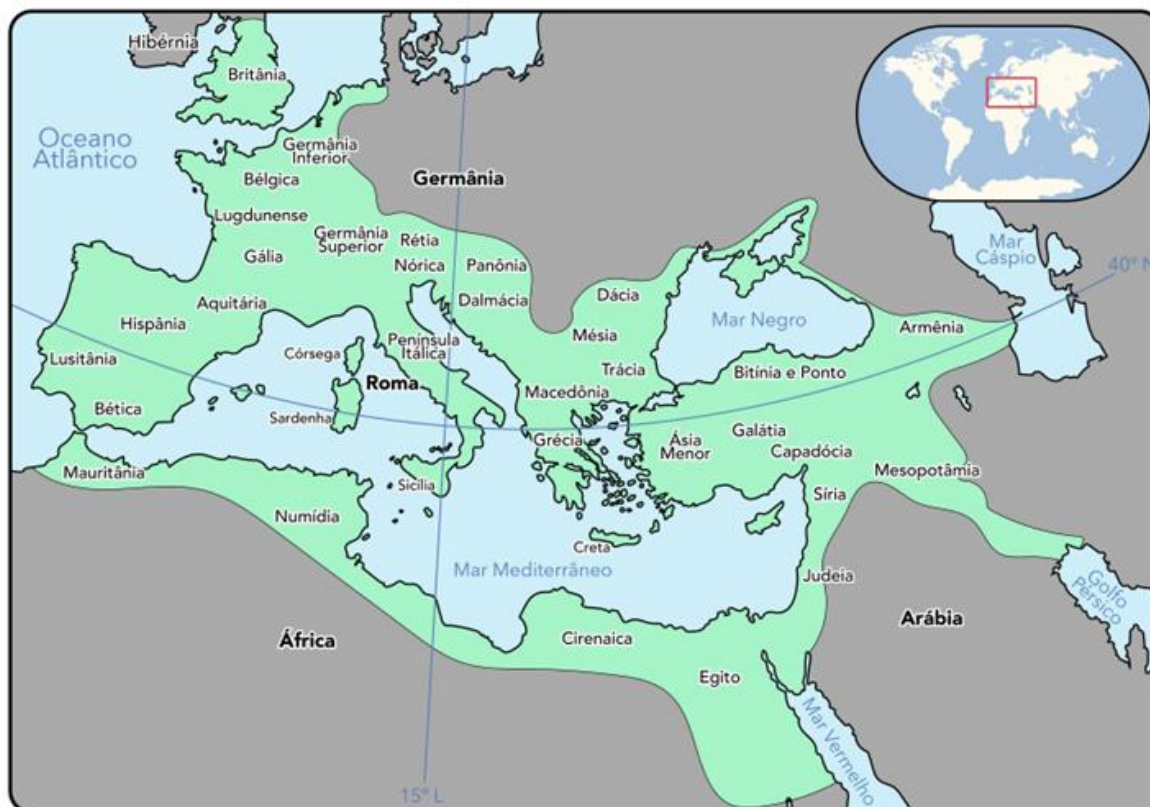 Hibérnia
Britânia
Oceano
Atlântico
Germânia
Inferior
Bélgica
Germânia
Lugdunense
Germânia
Superior
Rétia
Gália
Nórica
Panônia
Mar
Cáspio
40º N
Aquitária
Dalmácia
Dácia
Hispânia
Mar Negro
Armênia
Península
Itálica
Mésia
Lusitânia
Córsega
Roma
Trácia
Bitínia e Ponto
Bética
Sardenha
Macedônia
Grécia
Ásia
Menor
Galátia
Capadócia
Mauritânia
Sicília
Síria
Mesopotâmia
Numídia
Creta
Mar Mediterrâneo
Judeia
Golfo
Pérsico
África
Cirenaica
Arábia
Egito
Mar Vermelho
15º L